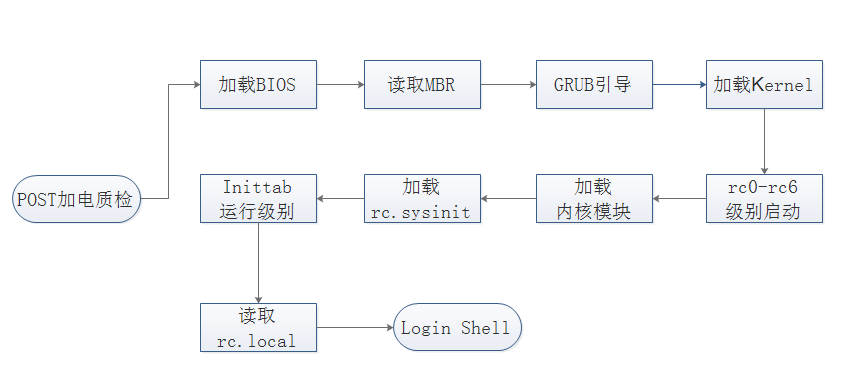 加载BIOS
读取MBR
GRUB引导
加载Kernel
POST加电质检
Inittab
运行级别
加载
rc.sysinit
加载
内核模块
rc0-rc6
级别启动
读取
rc.local
Login Shell